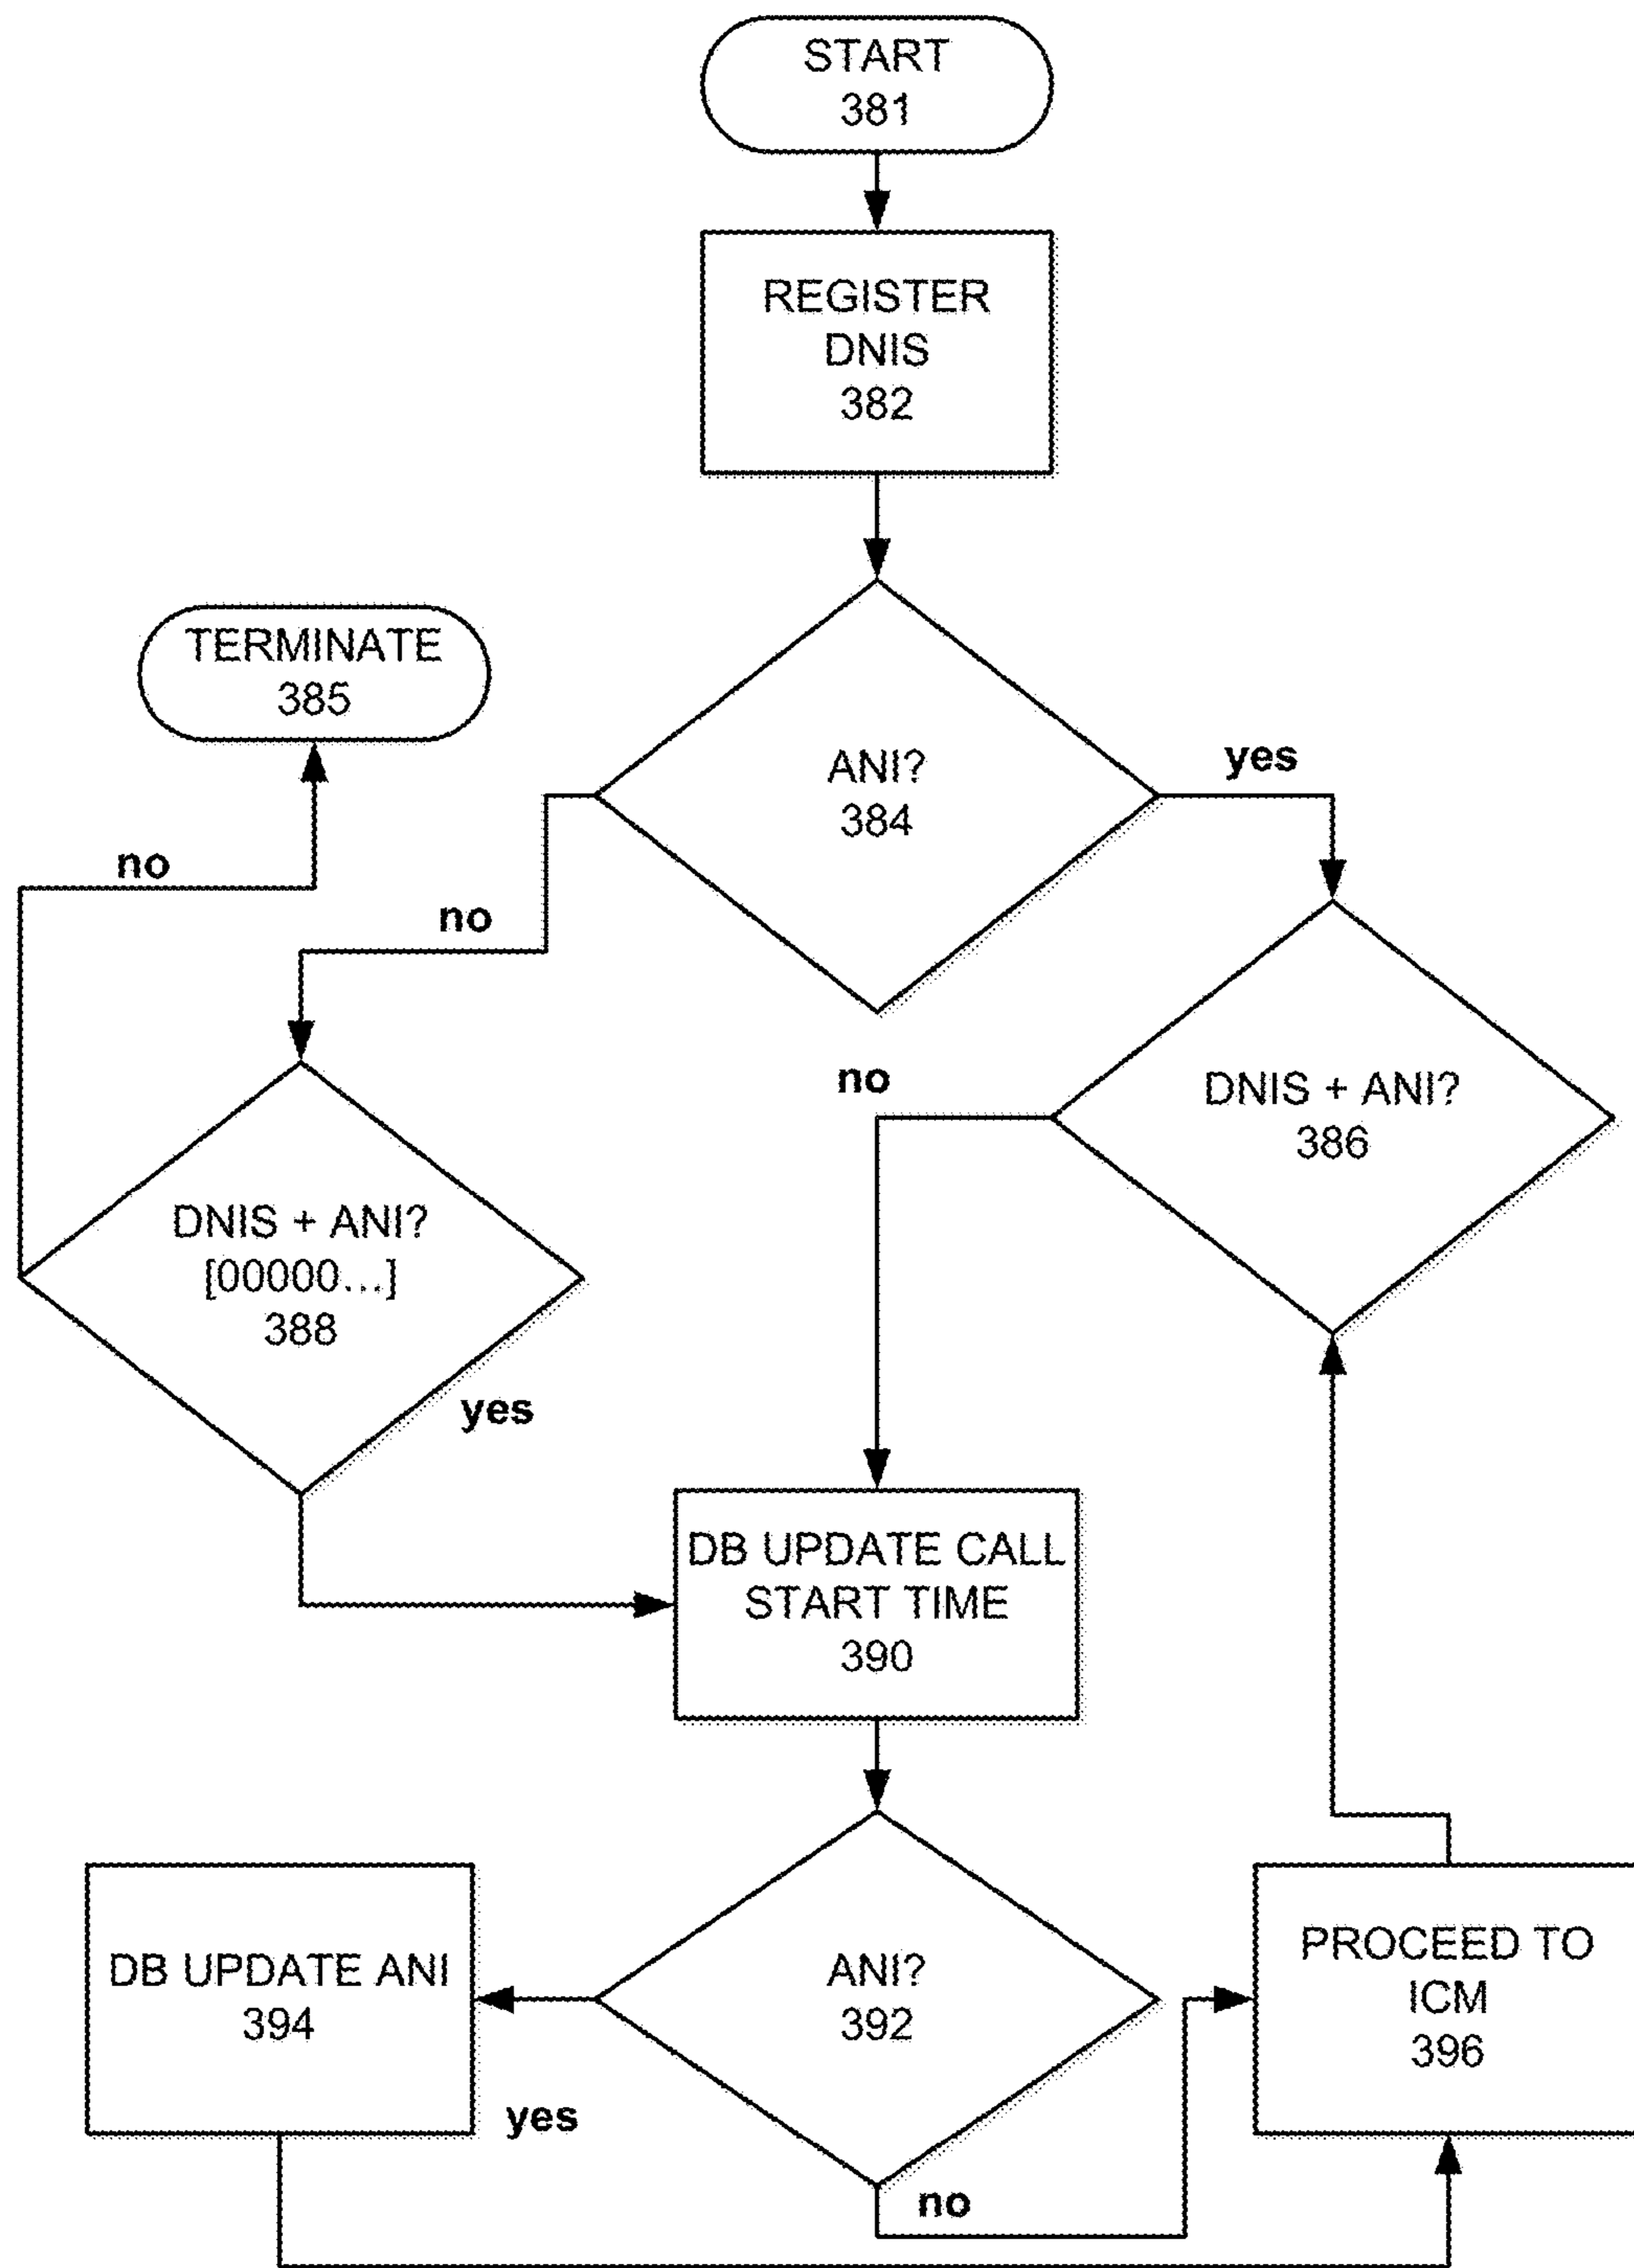 START
381
REGISTER
DNIS
382
TERMINATE
385
ANI?
384
yes
no
no
DNIS + ANI?
386
no
DNIS + ANI?
[00000...]
388
yes
DB UPDATE CALL
START TIME
390
DB UPDATE ANI
394
ANI?
392
PROCEED TO
ICM
396
yes
no